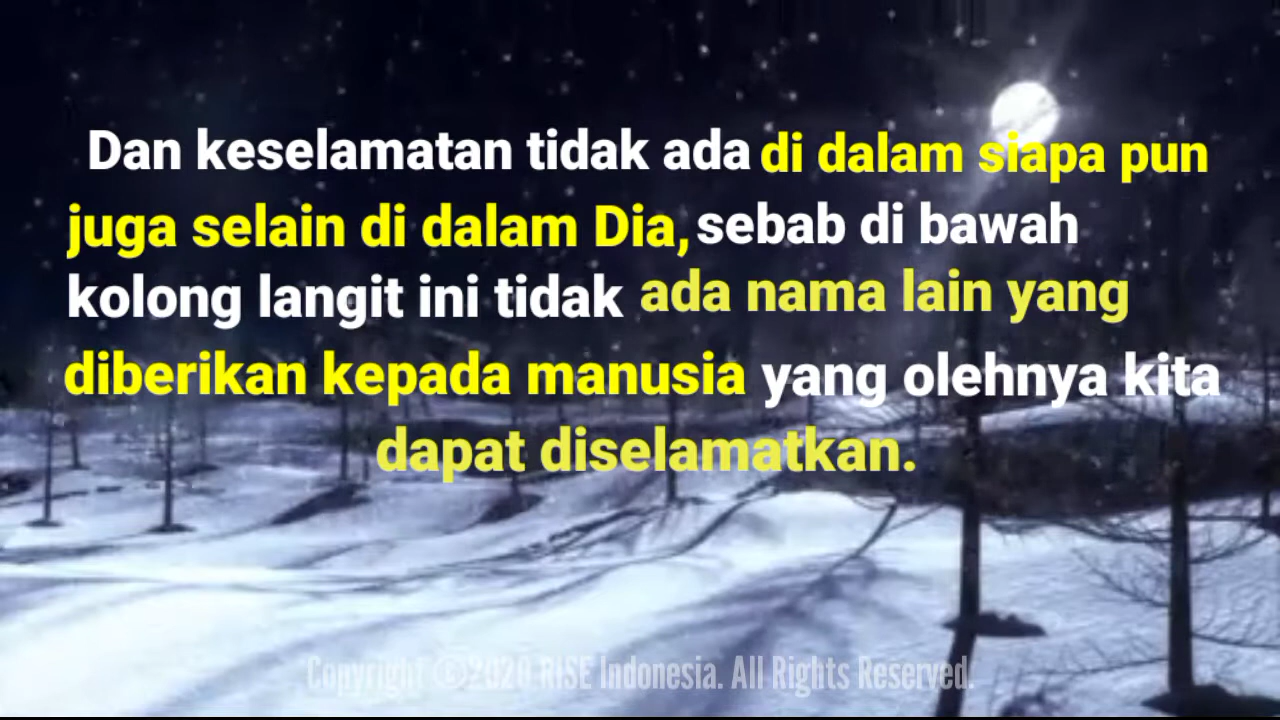 Dan keselamatan tidak ada di dalam siapa pun
juga selain di dalam Dia, sebab di bawah
kolong langit ini tidak ada nama lain yang
diberikan kepada manusia yang olehnya kita
dapat diselamatkan.
Copyright ©2020 RISE Indonesia. All Rights Reserved.